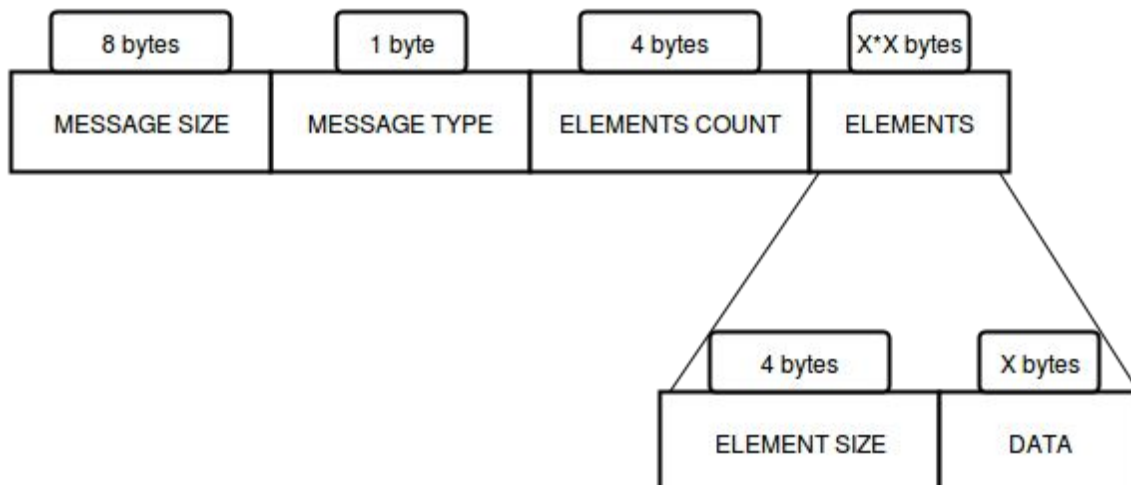 8 bytes
1 byte
4 bytes
X*X bytes
MESSAGE SIZE
MESSAGE TYPE
ELEMENTS COUNT
ELEMENTS
4 bytes
X bytes
ELEMENT SIZE
DATA